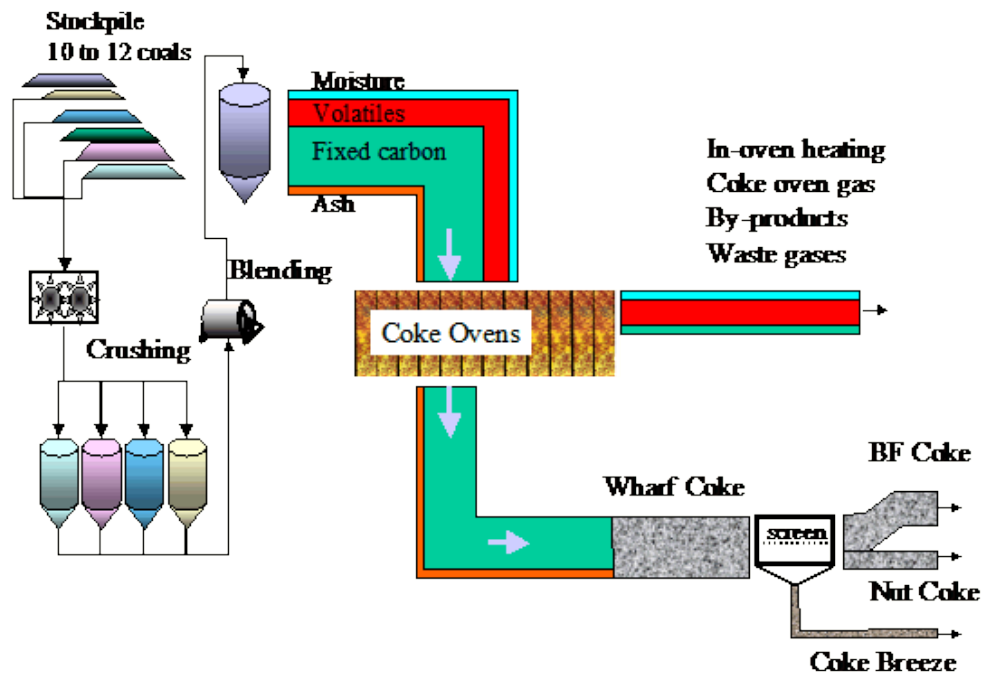 Stockpile
10 to 12 coals
Moisture
Volatiles
Fixed carbon
Ash
In-oven heating
Coke oven gas
By-products
Waste gases
Blending
Coke Ovens
Crushing
BF Coke
Wharf Coke
screen
Nut Coke
Coke Breeze